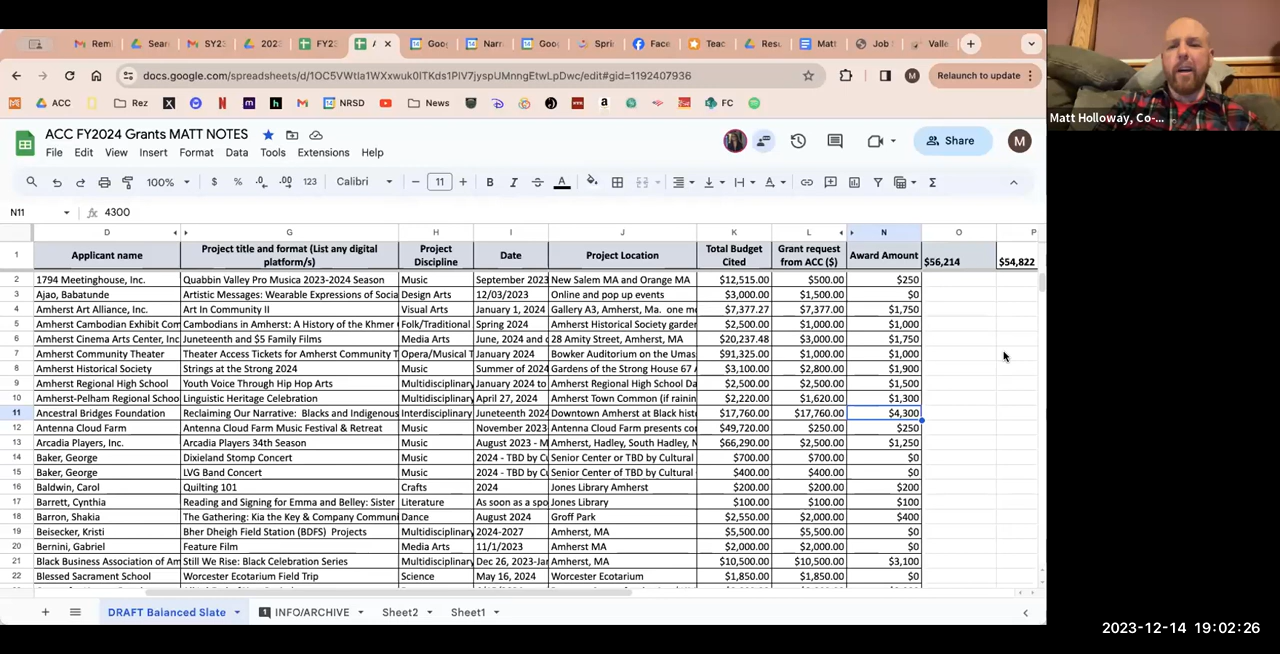 Remi Sear SY2: 202: FY2: A Goo Narr Goo Spri Face Teac Resu Matt Job Valle
docs.google.com/spreadsheets/d/1OC5VWtla1WXxwuk0lTKds1PlV7jyspUMnngEtwLpDwc/edit#gid=1192407936 M Relaunch to update
ACC Rez NRSD News FC
ACC FY2024 Grants MATT NOTES
File Edit View Insert Format Data Tools Extensions Help
Share M
100% $ % .0 .00 123 Calibri 11 B I A
N11 fx 4300
D G H I J K L N O P
1 Applicant name Project title and format (List any digital platform/s) Project Discipline Date Project Location Total Budget Cited Grant request from ACC ($) Award Amount $56,214 $54,822
2 1794 Meetinghouse, Inc. Quabbin Valley Pro Musica 2023-2024 Season Music September 2023 New Salem MA and Orange MA $12,515.00 $500.00 $250
3 Ajao, Babatunde Artistic Messages: Wearable Expressions of Socia Design Arts 12/03/2023 Online and pop up events $3,000.00 $1,500.00 $0
4 Amherst Art Alliance, Inc. Art In Community II Visual Arts January 1, 2024 Gallery A3, Amherst, Ma. one m $7,377.27 $7,377.00 $1,750
5 Amherst Cambodian Exhibit Com Cambodians in Amherst: A History of the Khmer Folk/Traditional Spring 2024 Amherst Historical Society garde $2,500.00 $1,000.00 $1,000
6 Amherst Cinema Arts Center, Inc Juneteenth and $5 Family Films Media Arts June, 2024 and 28 Amity Street, Amherst, MA $20,237.48 $3,000.00 $1,750
7 Amherst Community Theater Theater Access Tickets for Amherst Community T Opera/Musical T January 2024 Bowker Auditorium on the Umas $91,325.00 $1,000.00 $1,000
8 Amherst Historical Society Strings at the Strong 2024 Music Summer of 2024 Gardens of the Strong House 67 $3,100.00 $2,800.00 $1,900
9 Amherst Regional High School Youth Voice Through Hip Hop Arts Multidisciplinary January 2024 to Amherst Regional High School Da $2,500.00 $2,500.00 $1,500
10 Amherst-Pelham Regional Schoo Linguistic Heritage Celebration Multidisciplinary April 27, 2024 Amherst Town Common (if rainin $2,220.00 $1,620.00 $1,300
11 Ancestral Bridges Foundation Reclaiming Our Narrative: Blacks and Indigenous Interdisciplinary Juneteenth 2024 Downtown Amherst at Black hist $17,760.00 $17,760.00 $4,300
12 Antenna Cloud Farm Antenna Cloud Farm Music Festival & Retreat Music November 2023 Antenna Cloud Farm presents co $49,720.00 $250.00 $250
13 Arcadia Players, Inc. Arcadia Players 34th Season Music August 2023 - M Amherst, Hadley, South Hadley, N $66,290.00 $2,500.00 $1,250
14 Baker, George Dixieland Stomp Concert Music 2024 - TBD by Cu Senior Center or TBD by Cultural $700.00 $700.00 $0
15 Baker, George LVG Band Concert Music 2024 - TBD by Cu Senior Center of TBD by Cultural $400.00 $400.00 $0
16 Baldwin, Carol Quilting 101 Crafts 2024 Jones Library Amherst $200.00 $200.00 $200
17 Barrett, Cynthia Reading and Signing for Emma and Belley: Sister Literature As soon as a spo Jones Library $100.00 $100.00 $100
18 Barron, Shakia The Gathering: Kia the Key & Company Communi Dance August 2024 Groff Park $2,550.00 $2,000.00 $400
19 Beisecker, Kristi Bher Dheigh Field Station (BDFS) Projects Multidisciplinary 2024-2027 Amherst MA $5,500.00 $5,500.00 $0
20 Bernini, Gabriel Feature Film Media Arts 11/1/2023 Amherst, MA $2,000.00 $2,000.00 $0
21 Black Business Association of Am Still We Rise: Black Celebration Series Multidisciplinary Dec 26, 2023-Ja Amherst, MA $10,500.00 $10,500.00 $3,100
22 Blessed Sacrament School Worcester Ecotarium Field Trip Science May 16, 2024 Worcester Ecotarium $1,850.00 $1,850.00 $0
DRAFT Balanced Slate 1 INFO/ARCHIVE Sheet2 Sheet1
Matt Holloway, Co-...
2023-12-14 19:02:26